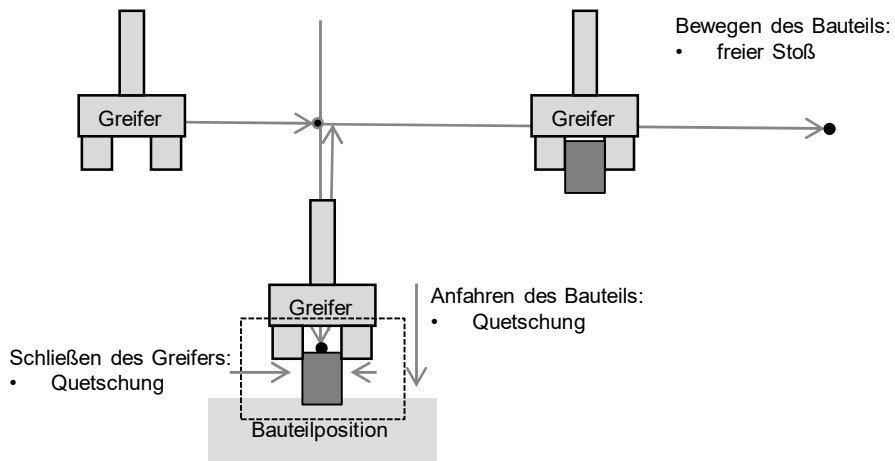 Bewegen des Bauteils:
• freier Stoß
Greifer
Greifer
Greifer
Anfahren des Bauteils:
• Quetschung
Schließen des Greifers:
• Quetschung
Bauteilposition